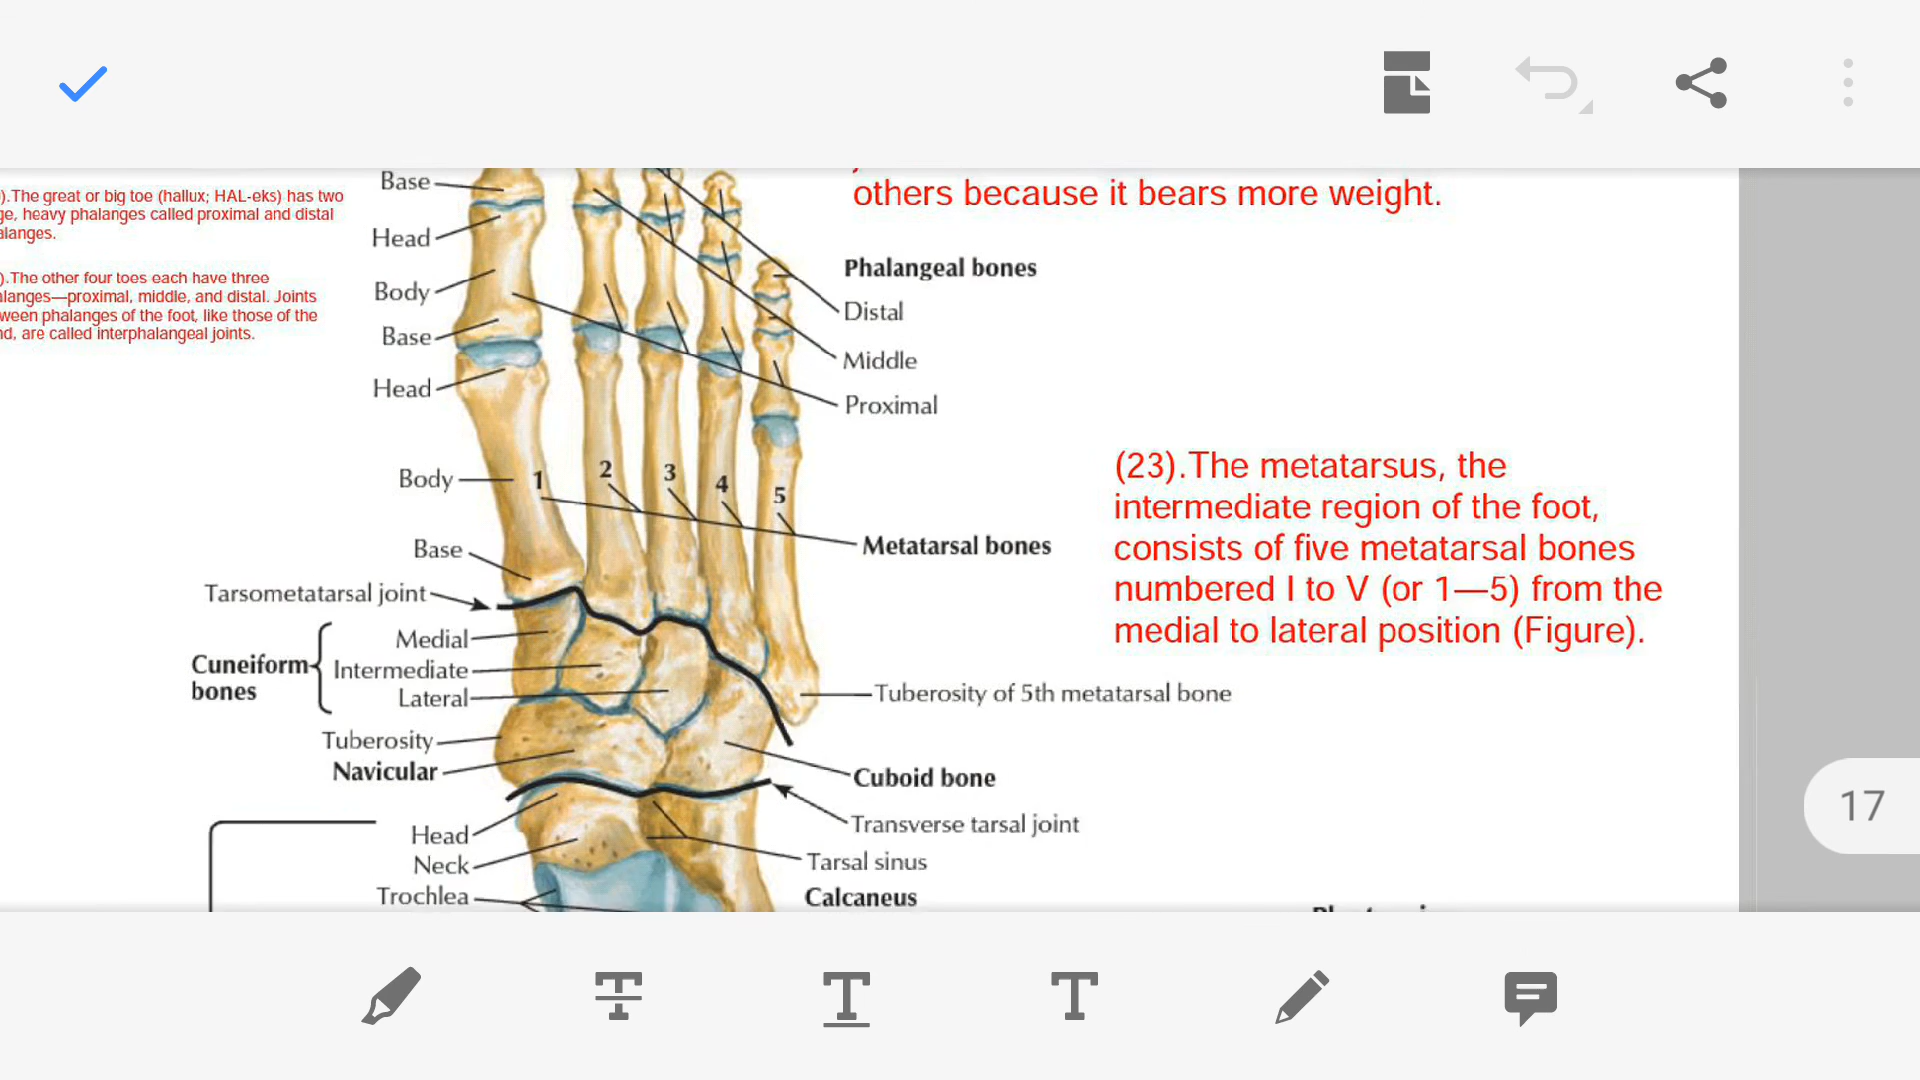 others because it bears more weight.
).The great or big toe (hallux; HAL-eks) has two
ge, heavy phalanges called proximal and distal
alanges.
).The other four toes each have three
alanges—proximal, middle, and distal. Joints
ween phalanges of the foot, like those of the
nd, are called interphalangeal joints.
Base
Head
Body
Base
Head
Body
Base
Tarsometatarsal joint
Medial
Cuneiform
bones
Intermediate
Lateral
Tuberosity
Navicular
Head
Neck
Trochlea
1
2
3
4
5
Phalangeal bones
Distal
Middle
Proximal
Metatarsal bones
Tuberosity of 5th metatarsal bone
Cuboid bone
Transverse tarsal joint
Tarsal sinus
Calcaneus
(23).The metatarsus, the
intermediate region of the foot,
consists of five metatarsal bones
numbered I to V (or 1—5) from the
medial to lateral position (Figure).
17